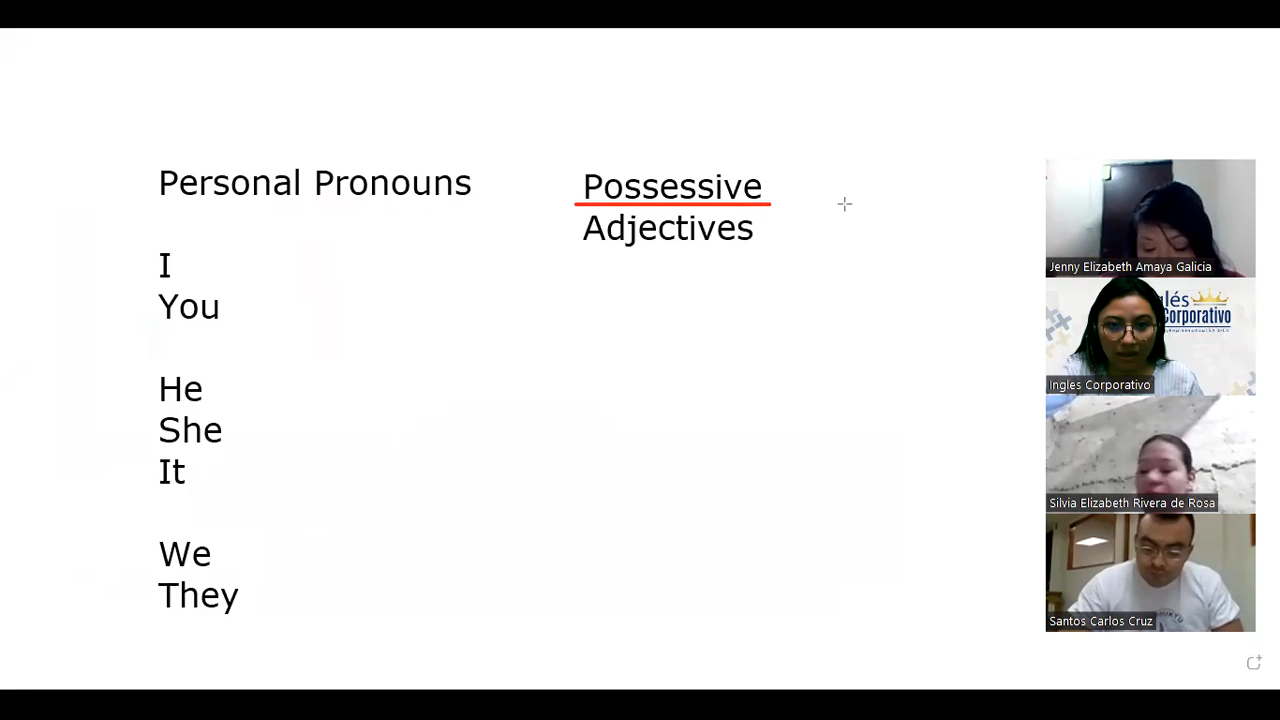 Personal Pronouns
Possessive
Adjectives
I
You
He
She
It
We
They
Jenny Elizabeth Amaya Galicia
glés
Corporativo
Ingles Corporativo
Silvia Elizabeth Rivera de Rosa
Santos Carlos Cruz